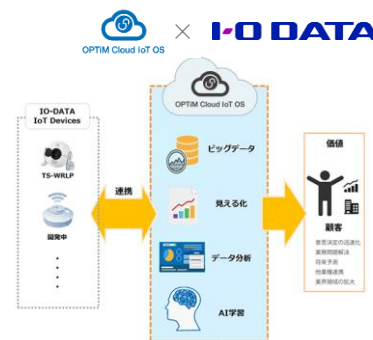 OPTiM Cloud IoT OS
×
I-O DATA
IO-DATA
IoT Devices
TS-WRLP
開発中
連携
OPTiM Cloud IoT OS
ビッグデータ
見える化
データ分析
AI学習
価値
顧客
意思決定の迅速化
業務問題解決
将来予測
他業種連携
業界領域の拡大